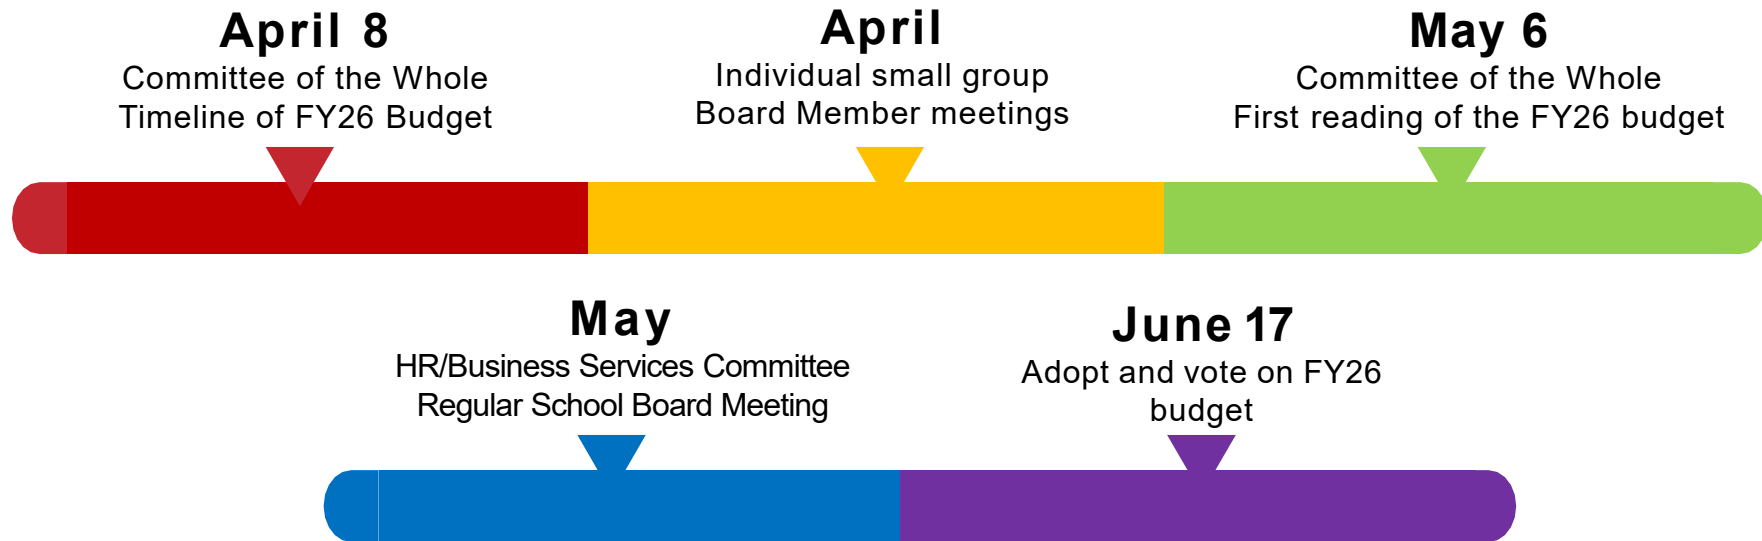 April 8
Committee of the Whole
Timeline of FY26 Budget
April
Individual small group
Board Member meetings
May 6
Committee of the Whole
First reading of the FY26 budget
May
HR/Business Services Committee
Regular School Board Meeting
June 17
Adopt and vote on FY26
budget